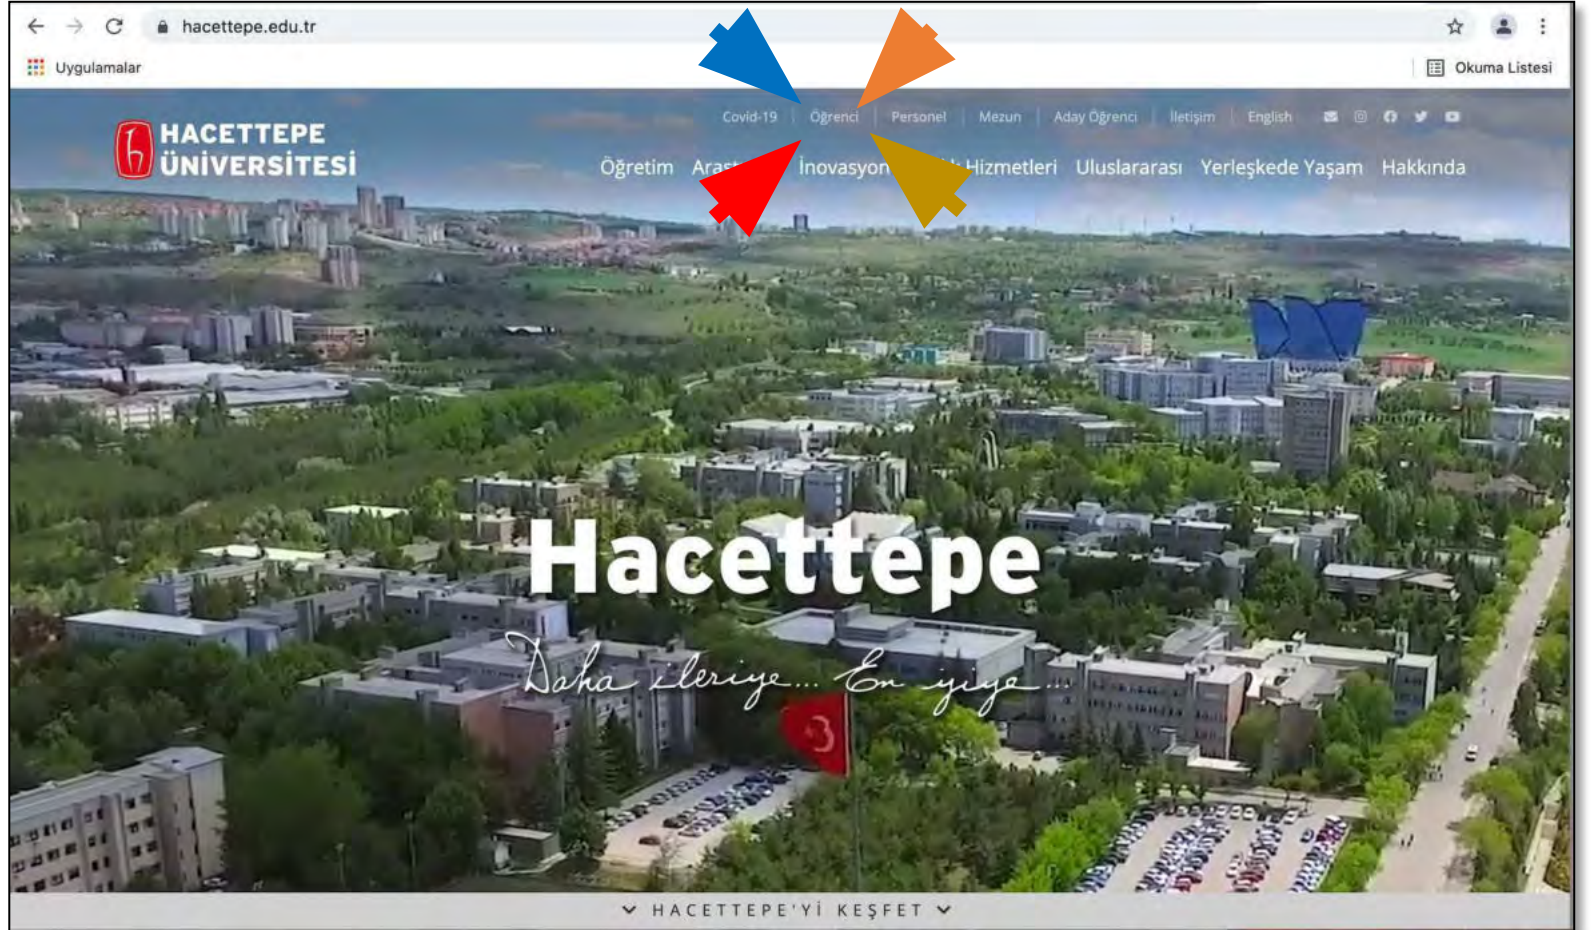 hacettepe.edu.tr
Uygulamalar
Okuma Listesi
Covid-19 Öğrenci Personel Mezun Aday Öğrenci İletişim English
HACETTEPE
ÜNİVERSİTESİ
Öğretim İnovasyon Hizmetleri Uluslararası Yerleşkede Yaşam Hakkında
Hacettepe
Daha ileriye... En iyiye...
HACETTEPE'Yİ KEŞFET